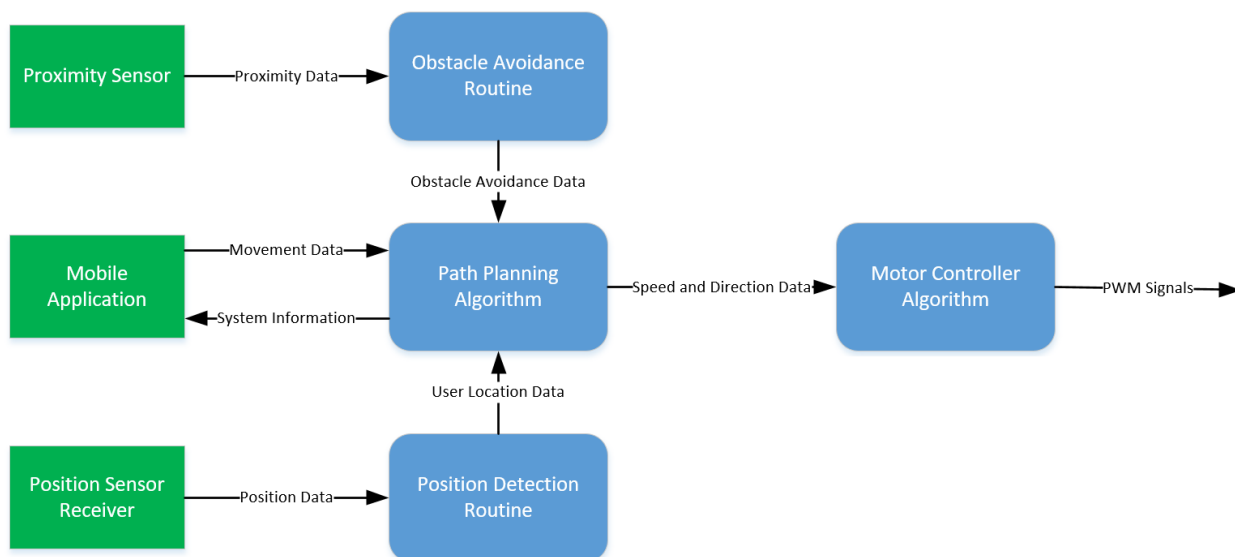 Proximity Sensor
Proximity Data
Obstacle Avoidance
Routine
Obstacle Avoidance Data
Mobile
Application
Movement Data
System Information
Path Planning
Algorithm
Speed and Direction Data
Motor Controller
Algorithm
PWM Signals
User Location Data
Position Sensor
Receiver
Position Data
Position Detection
Routine